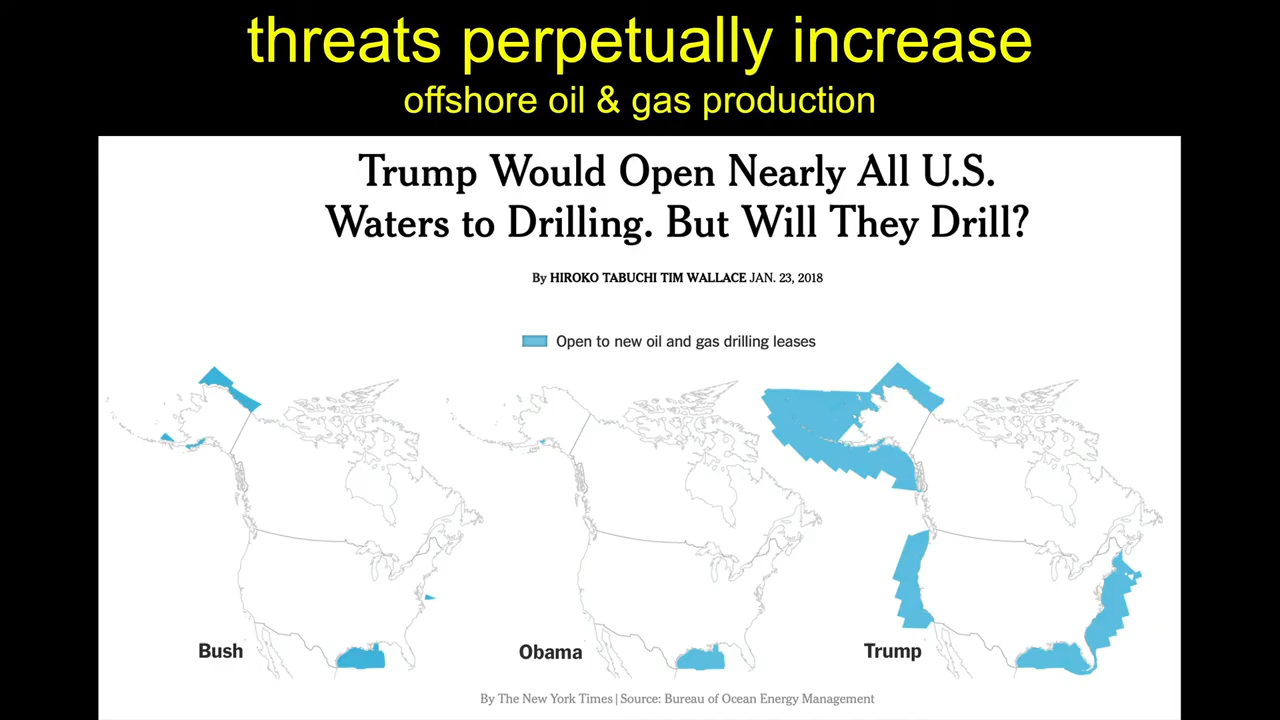 threats perpetually increase
offshore oil & gas production
Trump Would Open Nearly All U.S.
Waters to Drilling. But Will They Drill?
By HIROKO TABUCHI TIM WALLACE JAN. 23, 2018
Open to new oil and gas drilling leases
Bush
Obama
Trump
By The New York Times | Source: Bureau of Ocean Energy Management